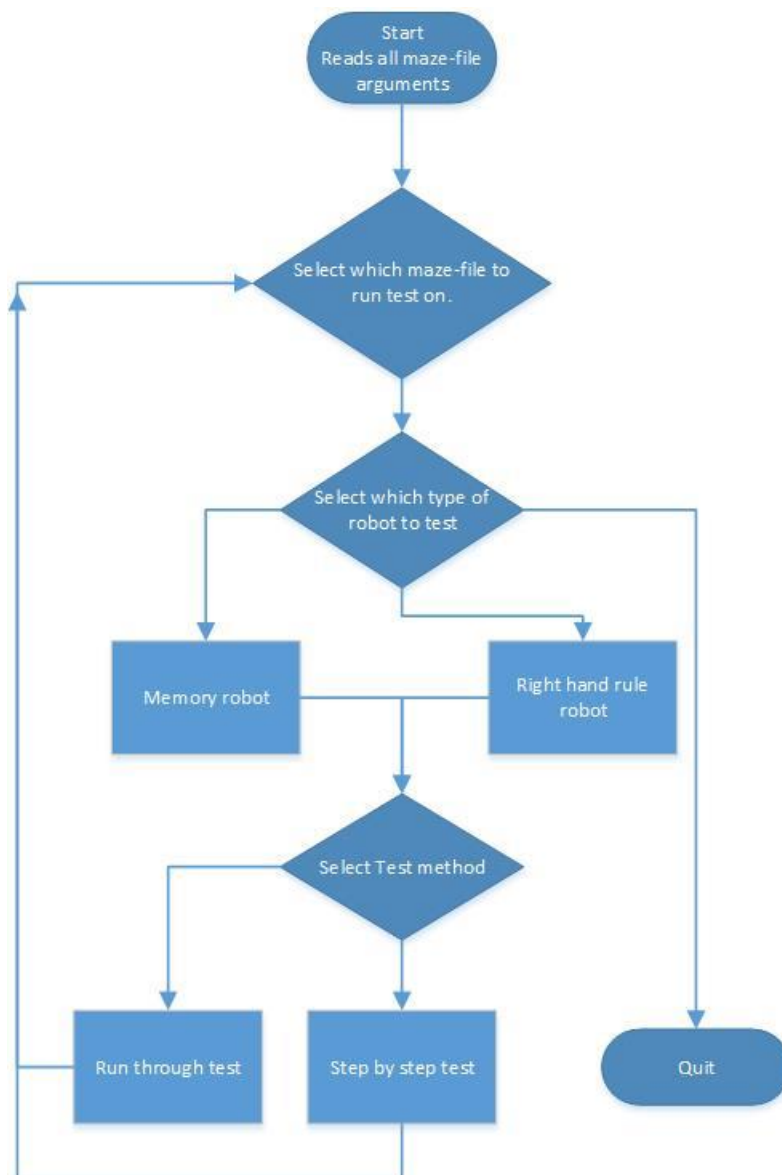 Start
Reads all maze-file
arguments
Select which maze-file to
run test on.
Select which type of
robot to test
Memory robot
Right hand rule
robot
Select Test method
Run through test
Step by step test
Quit